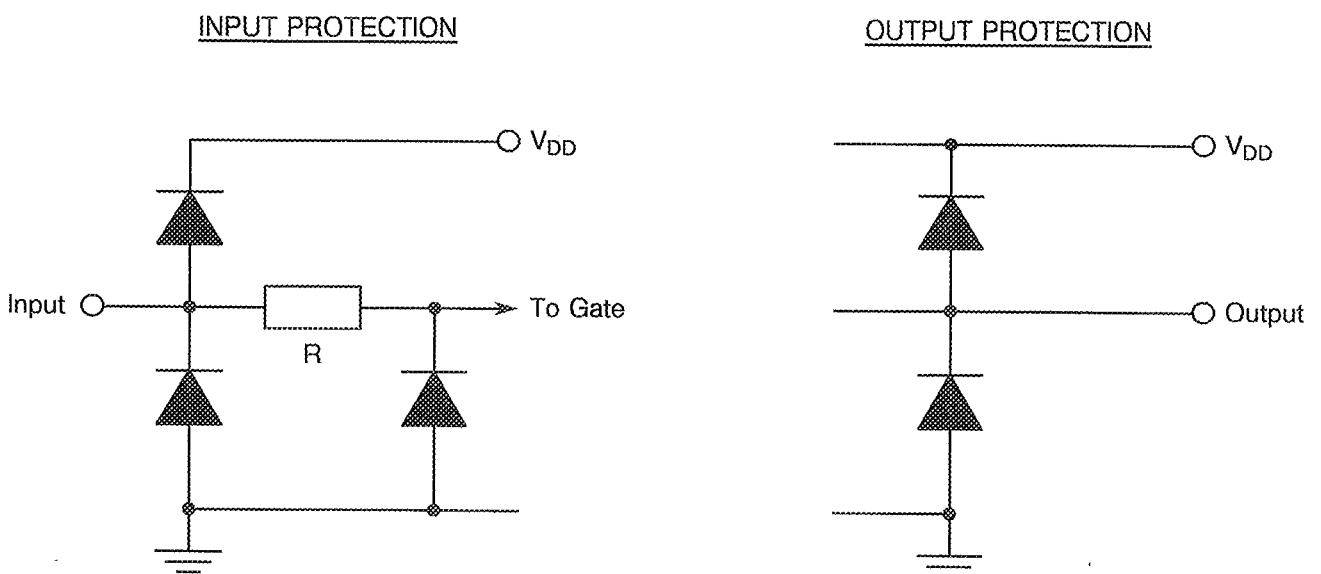 INPUT PROTECTION
V_DD
Input
R
To Gate
OUTPUT PROTECTION
V_DD
Output